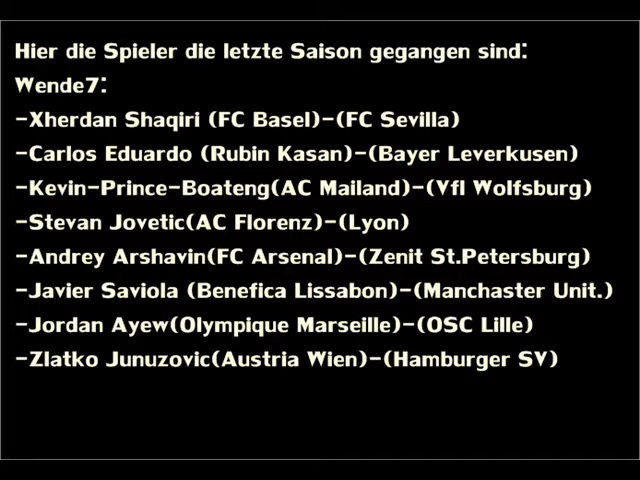 Hier die Spieler die letzte Saison gegangen sind:
Wende7:
-Xherdan Shaqiri (FC Basel)-(FC Sevilla)
-Carlos Eduardo (Rubin Kasan)-(Bayer Leverkusen)
-Kevin-Prince-Boateng(AC Mailand)-(Vfl Wolfsburg)
-Stevan Jovetic(AC Florenz)-(Lyon)
-Andrey Arshavin(FC Arsenal)-(Zenit St.Petersburg)
-Javier Saviola (Benefica Lissabon)-(Manchaster Unit.)
-Jordan Ayew(Olympique Marseille)-(OSC Lille)
-Zlatko Junuzovic(Austria Wien)-(Hamburger SV)